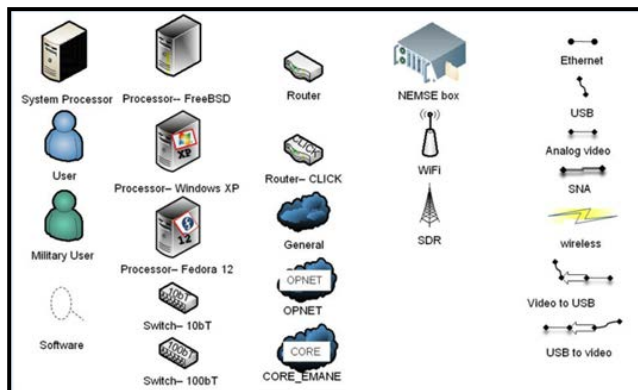 System Processor
User
Military User
Software
Processor-- FreeBSD
XP
Processor– Windows XP
12
Processor– Fedora 12
10bT
Switch– 10bT
100bT
Switch– 100bT
Router
CLICK
Router– CLICK
General
OPNET
OPNET
CORE
CORE_EMANE
NEMSE box
WiFi
SDR
Ethernet
USB
Analog video
SNA
wireless
Video to USB
USB to video